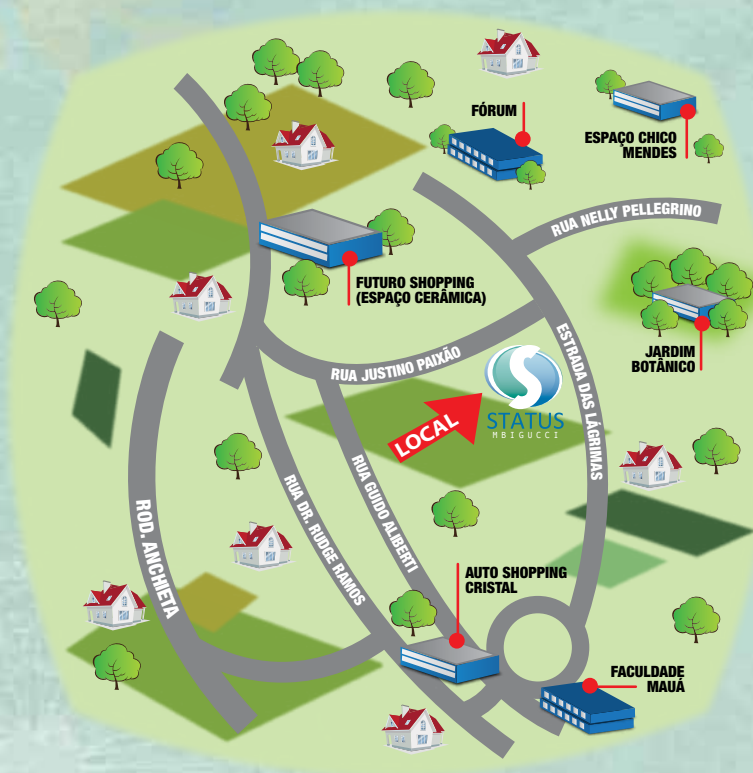 FÓRUM
ESPAÇO CHICO
MENDES
RUA NELLY PELLEGRINO
FUTURO SHOPPING
(ESPAÇO CERÂMICA)
JARDIM
BOTÂNICO
RUA JUSTINO PAIXÃO
ESTRADA DAS LÁGRIMAS
STATUS
MBIGUCCI
LOCAL
RUA GUIDO ALIBERTI
RUA DR. RUDGE RAMOS
ROD. ANCHIETA
AUTO SHOPPING
CRISTAL
FACULDADE
MAUÁ